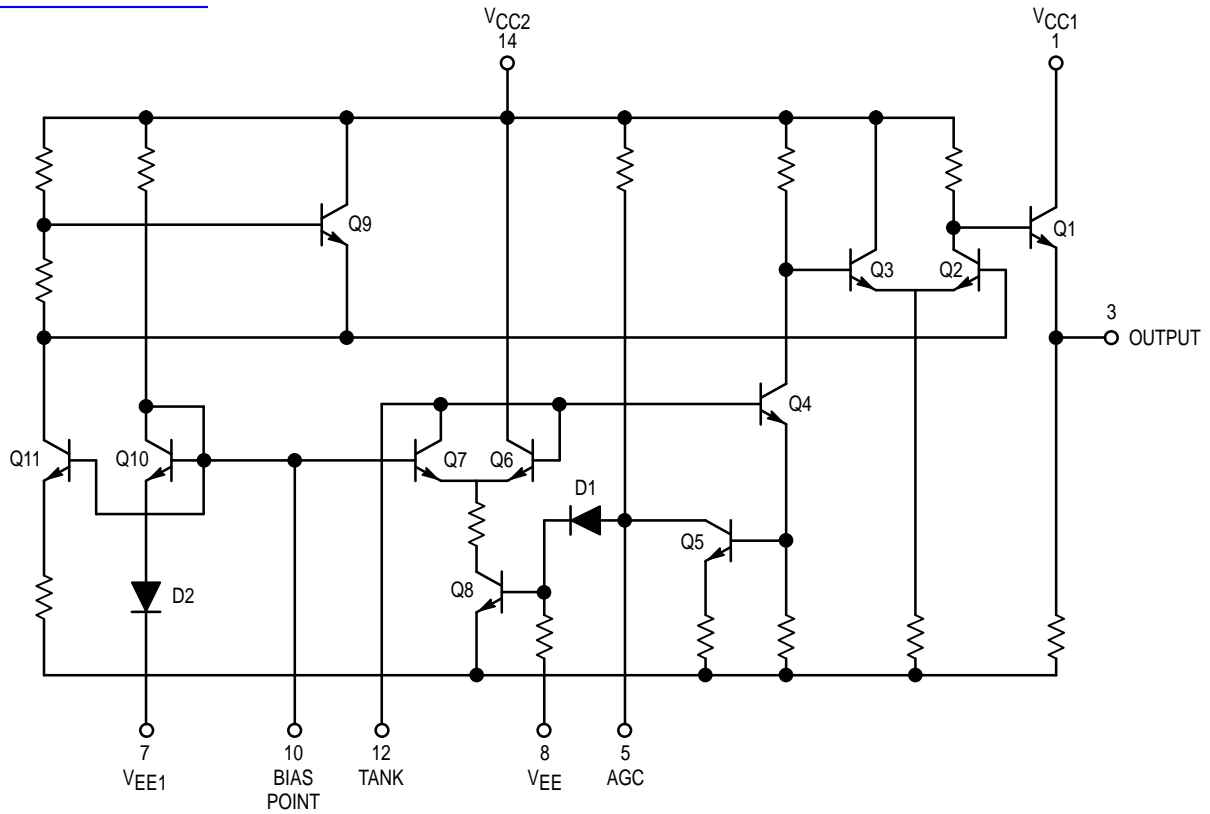 VCC2
14
VCC1
1
Q9
Q3
Q2
Q1
3
OUTPUT
Q4
Q11
Q10
Q7
Q6
D1
Q5
Q8
D2
7
VEE1
10
BIAS
POINT
12
TANK
8
VEE
5
AGC